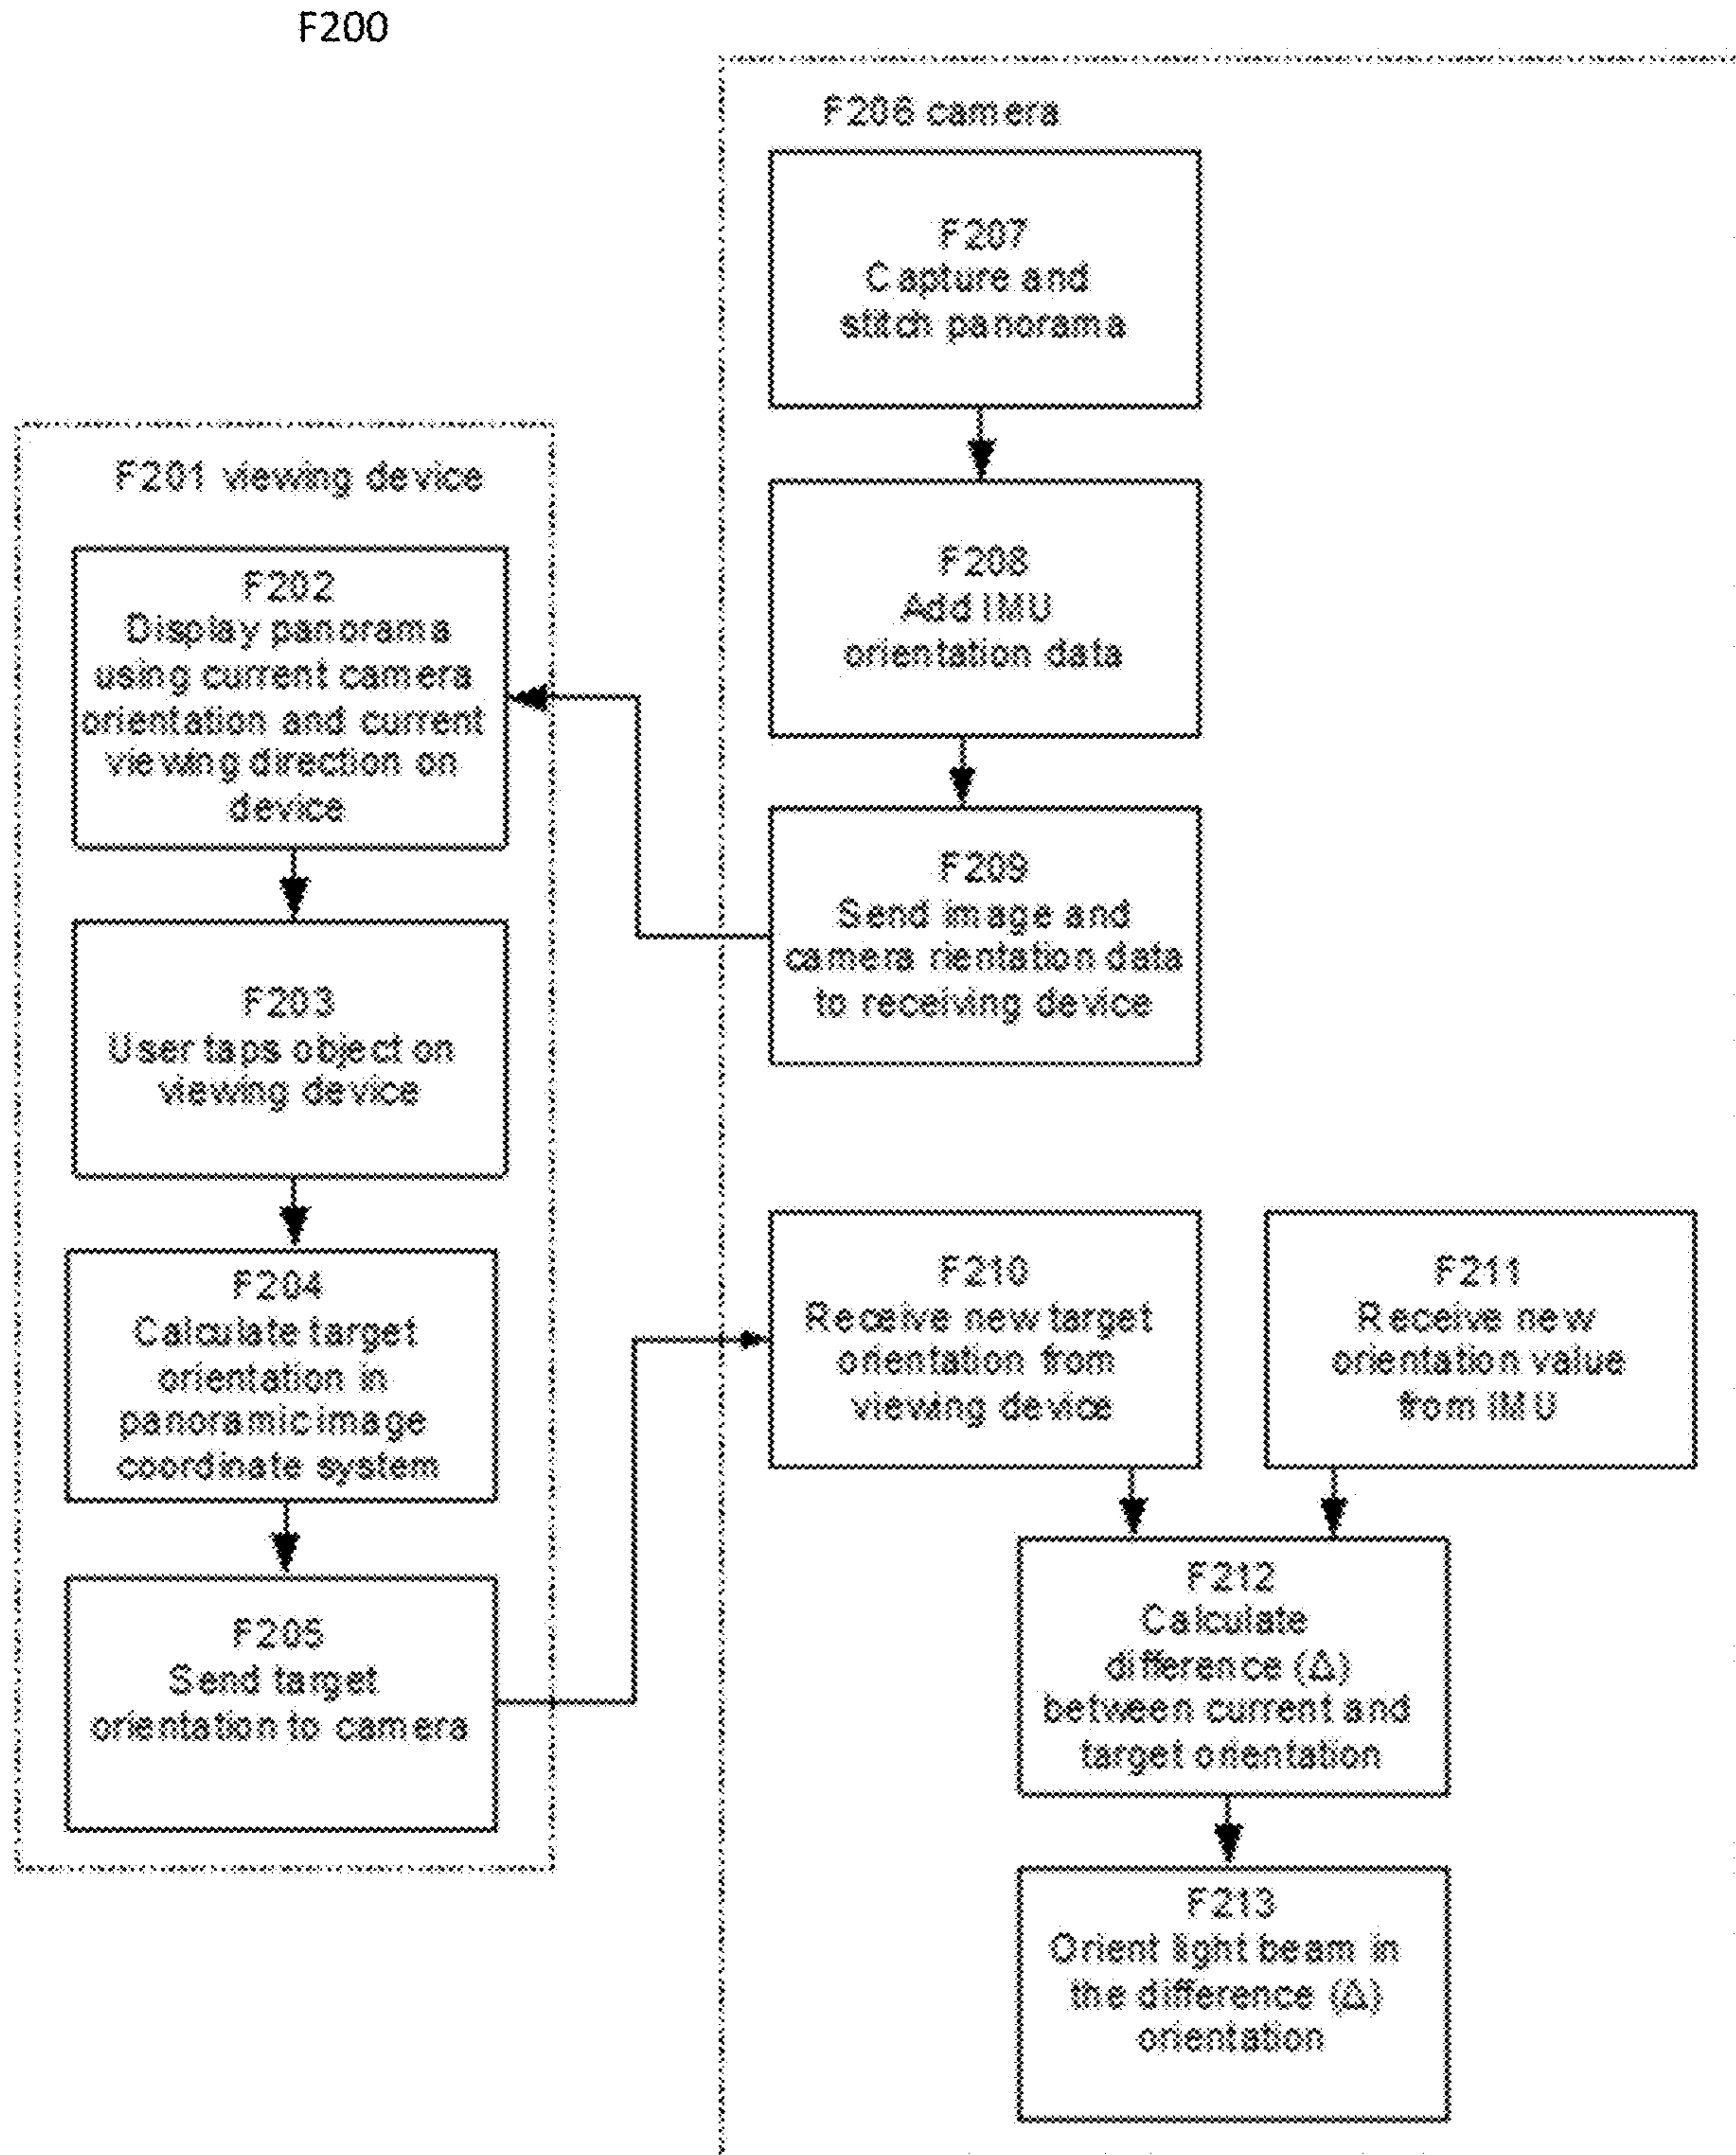 F200
F206 camera
F207
Capture and
stitch panorama
F208
Add IMU
orientation data
F209
Send image and
camera rientation data
to receiving device
F201 viewing device
F202
Display panorama
using current camera
orientation and current
viewing direction on
device
F203
User taps object on
viewing device
F204
Calculate target
orientation in
panoramic image
coordinate system
F205
Send target
orientation to camera
F210
Receive new target
orientation from
viewing device
F211
Receive new
orientation value
from IMU
F212
Calculate
difference (Δ)
between current and
target orientation
F213
Orient light beam in
the difference (Δ)
orientation